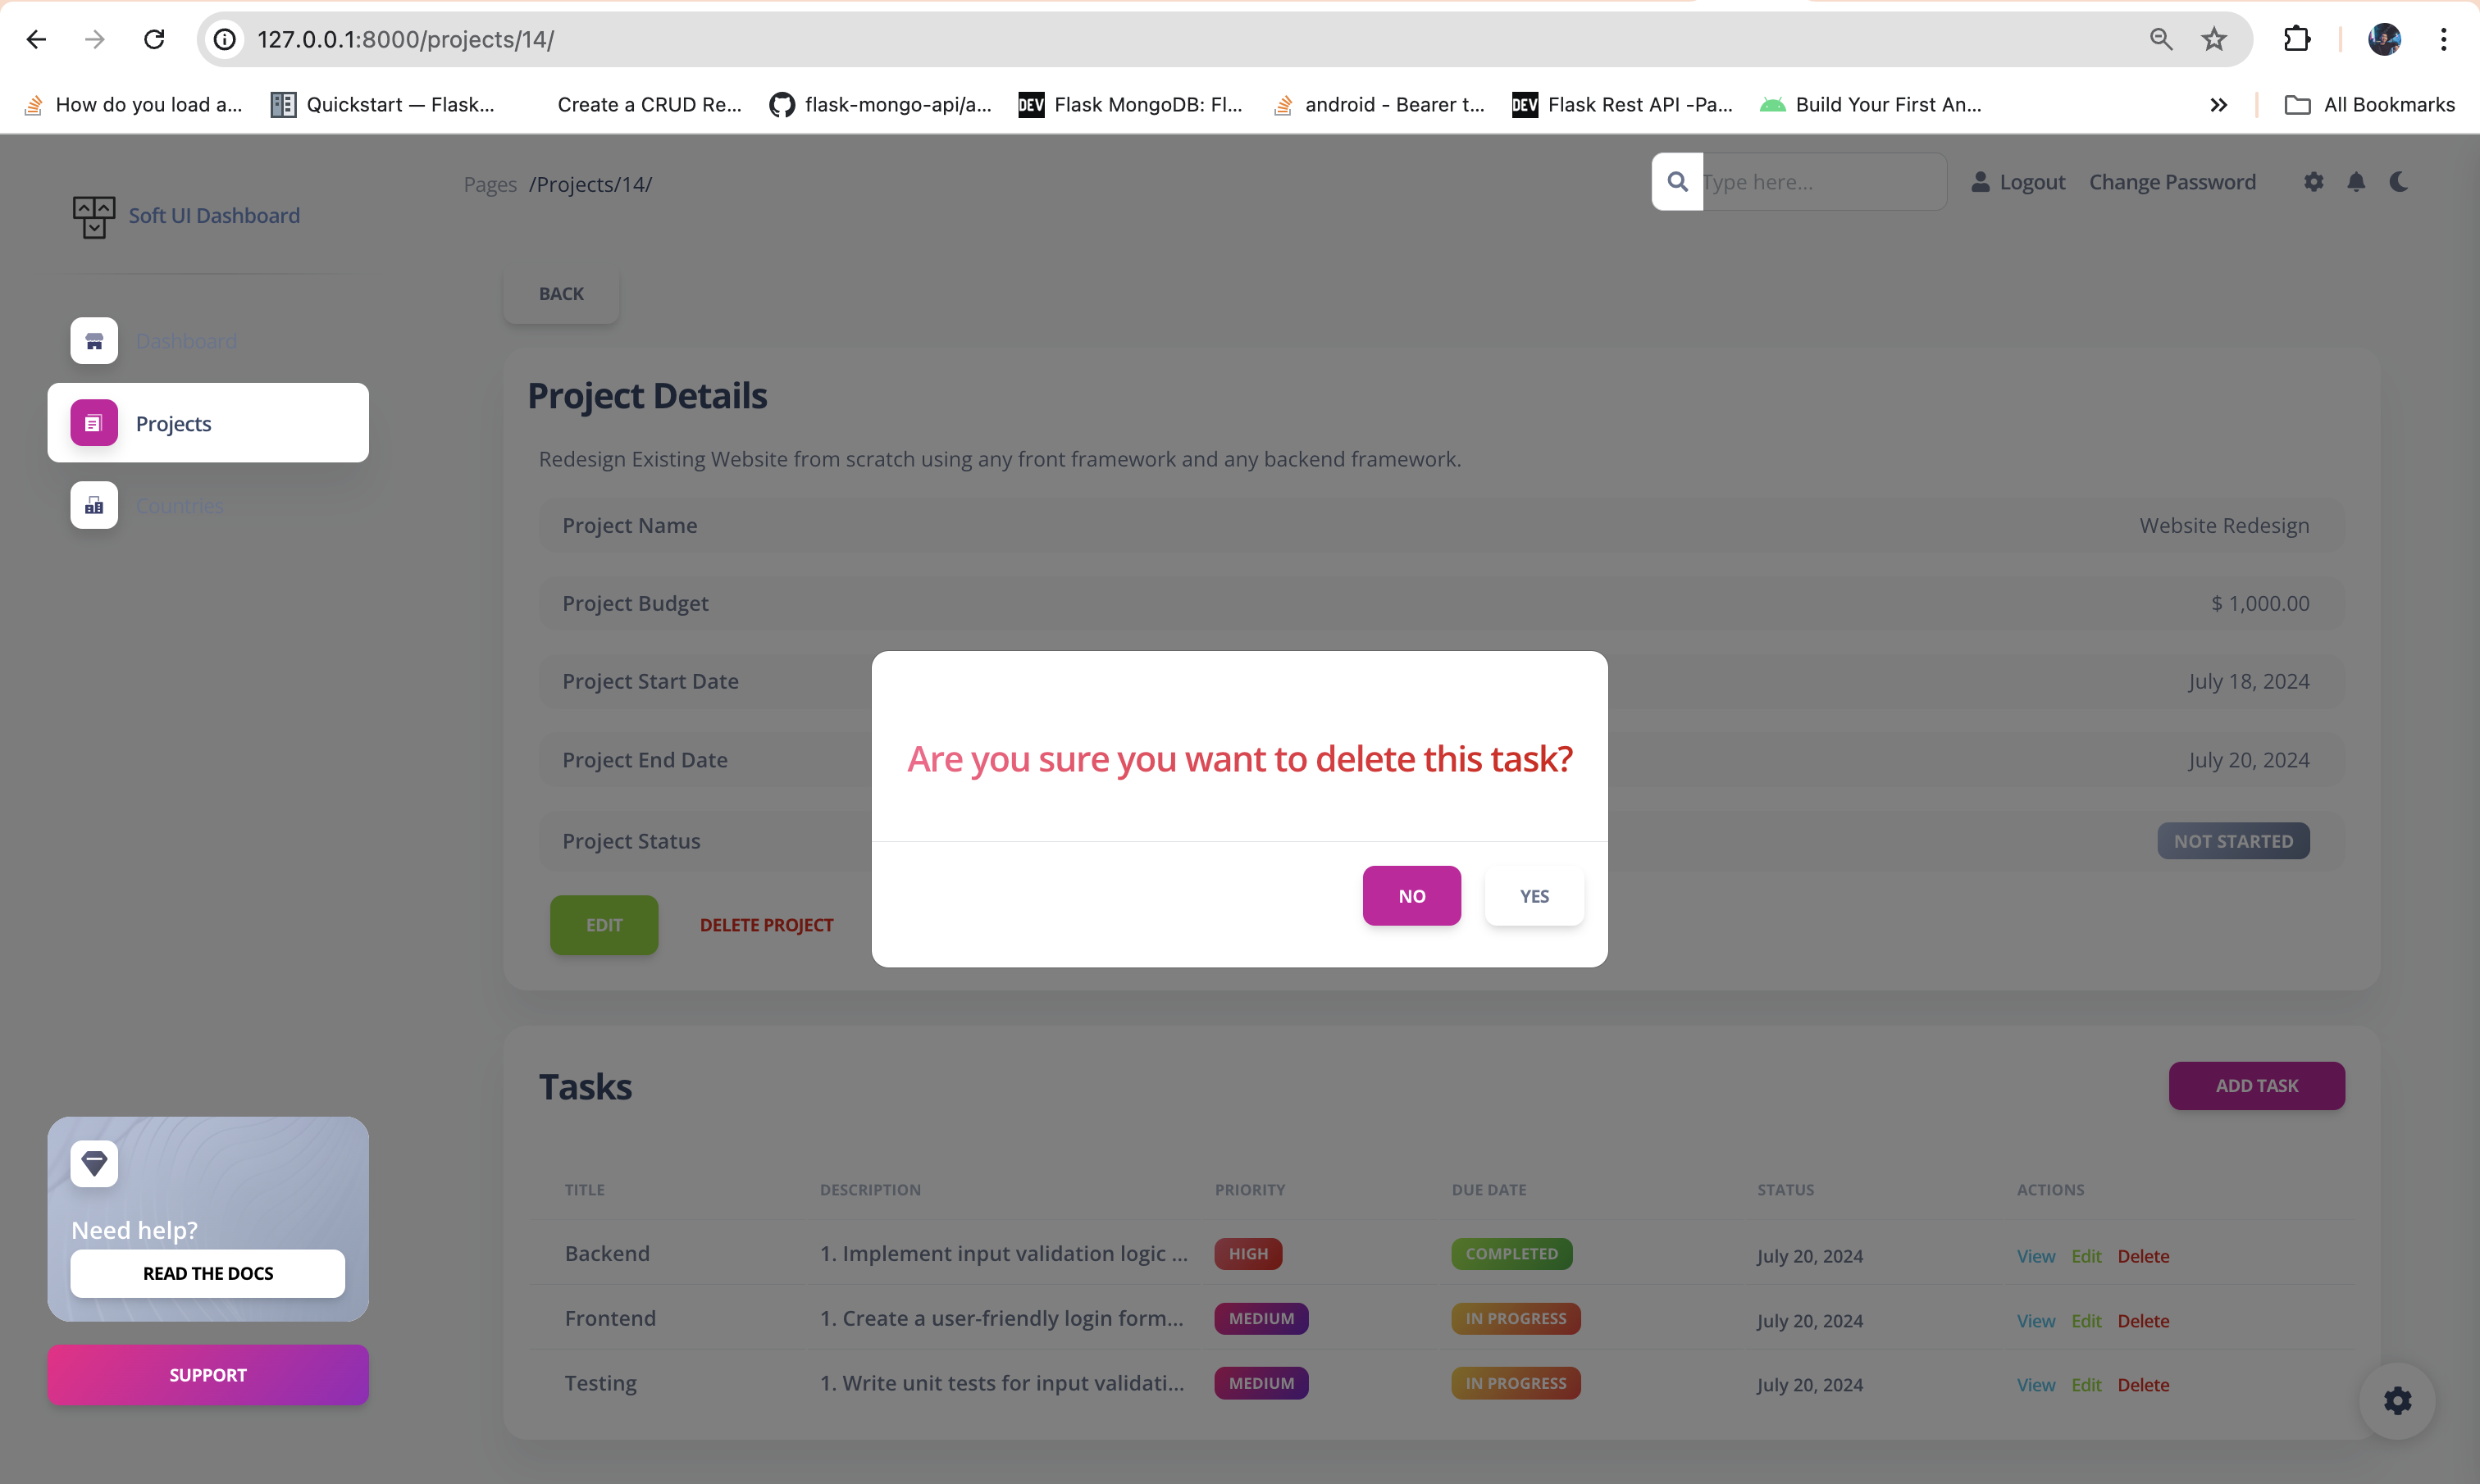 127.0.0.1:8000/projects/14/
How do you load a...
Quickstart — Flask...
Create a CRUD Re...
flask-mongo-api/a...
DEV Flask MongoDB: Fl...
android - Bearer t...
DEV Flask Rest API -Pa...
Build Your First An...
All Bookmarks
Soft UI Dashboard
Pages /Projects/14/
Type here...
Logout
Change Password
Dashboard
Projects
Countries
Need help?
READ THE DOCS
SUPPORT
BACK
Project Details
Redesign Existing Website from scratch using any front framework and any backend framework.
Project Name Website Redesign
Project Budget $ 1,000.00
Project Start Date July 18, 2024
Project End Date July 20, 2024
Project Status NOT STARTED
EDIT DELETE PROJECT
Are you sure you want to delete this task?
NO YES
Tasks ADD TASK
TITLE DESCRIPTION PRIORITY DUE DATE STATUS ACTIONS
Backend 1. Implement input validation logic ... HIGH COMPLETED July 20, 2024 View Edit Delete
Frontend 1. Create a user-friendly login form... MEDIUM IN PROGRESS July 20, 2024 View Edit Delete
Testing 1. Write unit tests for input validati... MEDIUM IN PROGRESS July 20, 2024 View Edit Delete